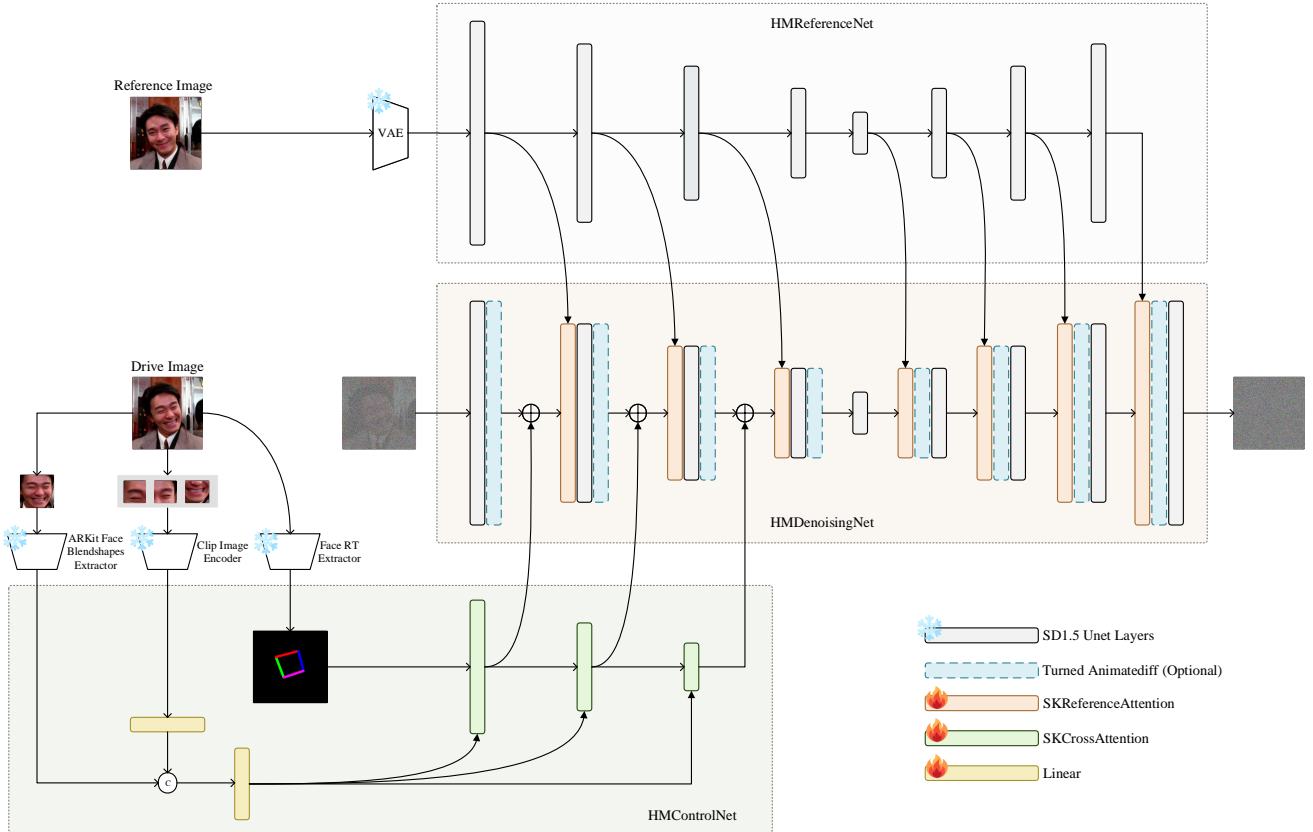 HMReferenceNet
Reference Image
VAE
Drive Image
HMDenoisingNet
ARKit Face
Blendshapes
Extractor
Clip Image
Encoder
Face RT
Extractor
SD1.5 Unet Layers
Turned Animatediff (Optional)
SKReferenceAttention
SKCrossAttention
Linear
C
HMControlNet